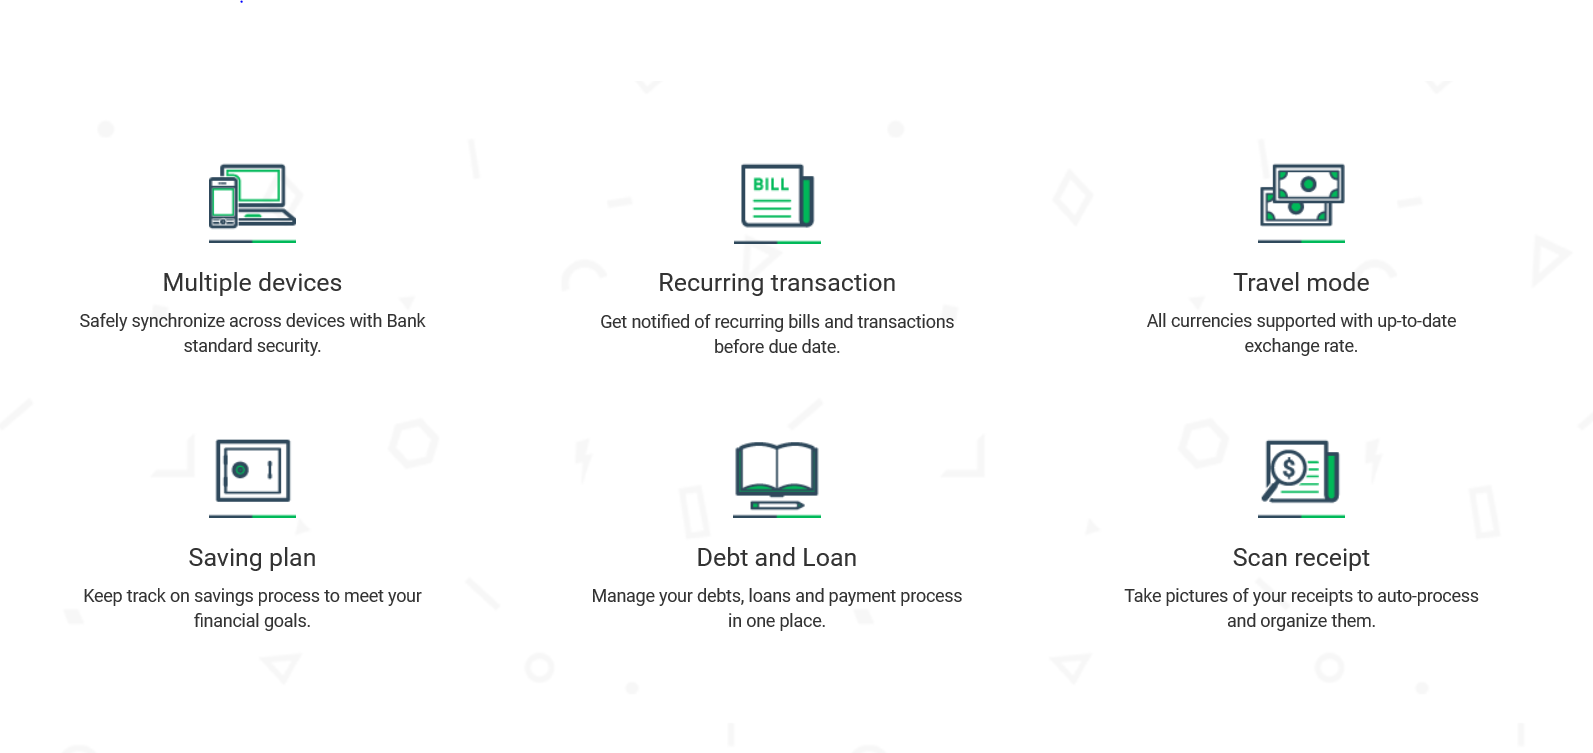 Multiple devices
Safely synchronize across devices with Bank
standard security.
BILL
Recurring transaction
Get notified of recurring bills and transactions
before due date.
Travel mode
All currencies supported with up-to-date
exchange rate.
Saving plan
Keep track on savings process to meet your
financial goals.
Debt and Loan
Manage your debts, loans and payment process
in one place.
$
Scan receipt
Take pictures of your receipts to auto-process
and organize them.